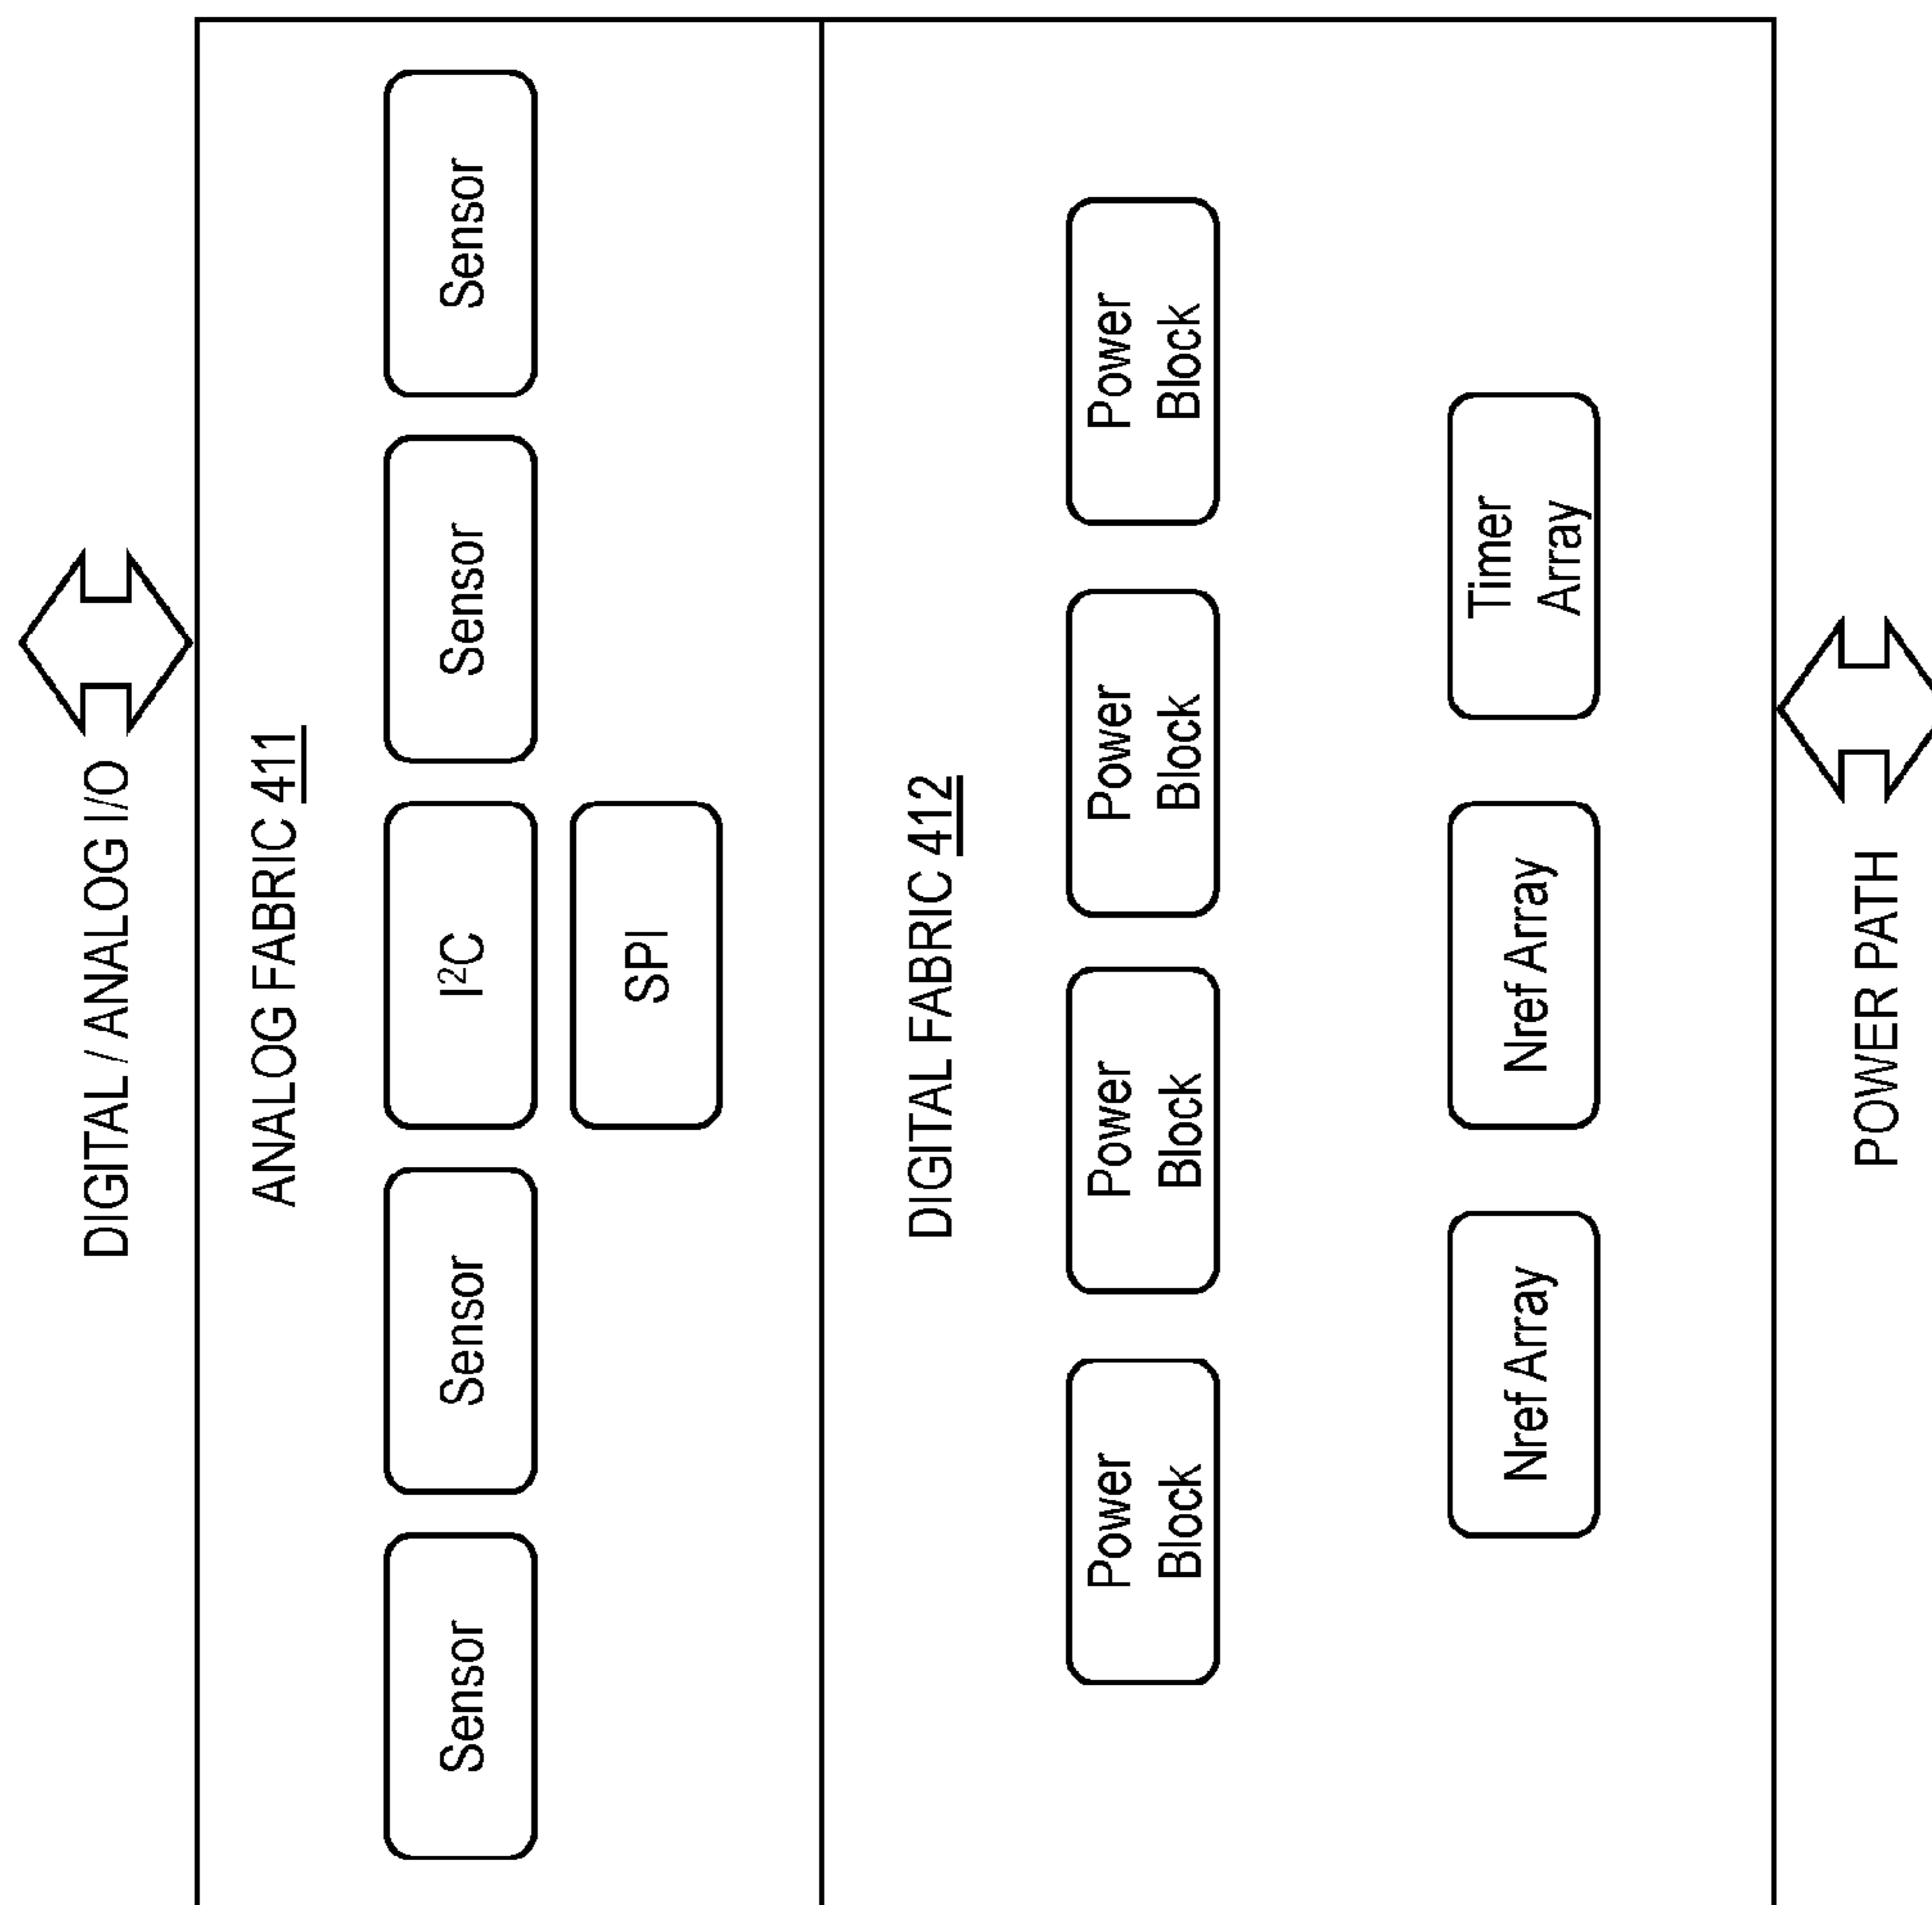 DIGITAL / ANALOG I/O
ANALOG FABRIC 411
Sensor
Sensor
I²C
Sensor
Sensor
SPI
DIGITAL FABRIC 412
Power
Block
Power
Block
Power
Block
Power
Block
Nref Array
Nref Array
Timer
Array
POWER PATH